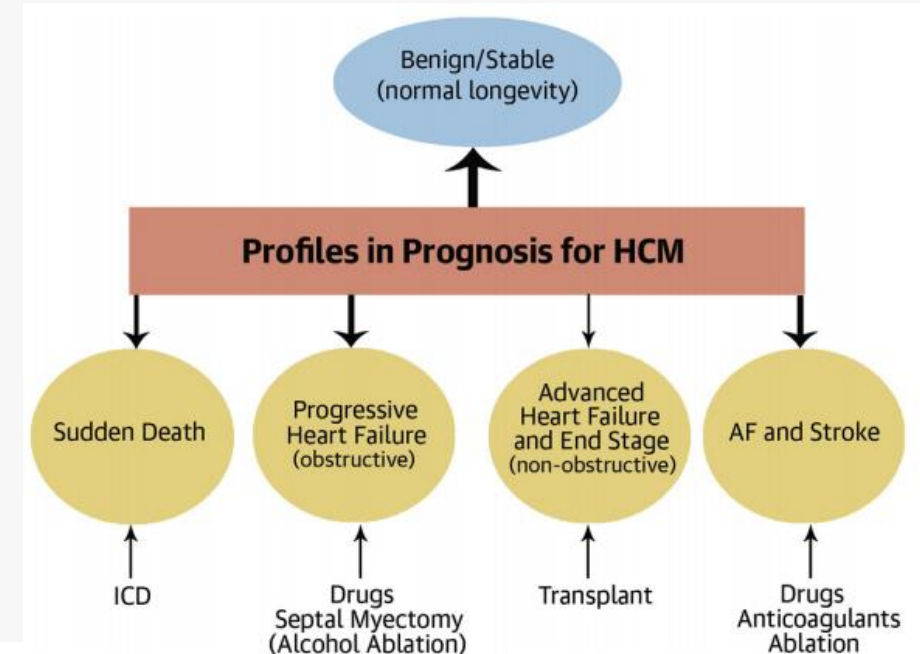 Benign/Stable
(normal longevity)
Profiles in Prognosis for HCM
Sudden Death
Progressive
Heart Failure
(obstructive)
Advanced
Heart Failure
and End Stage
(non-obstructive)
AF and Stroke
ICD
Drugs
Septal Myectomy
(Alcohol Ablation)
Transplant
Drugs
Anticoagulants
Ablation